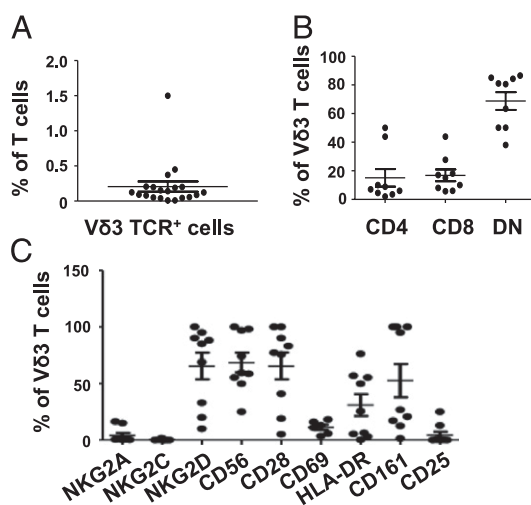 A
% of T cells
2.0
1.5
1.0
0.5
0
Vδ3 TCR⁺ cells
B
% of Vδ3 T cells
100
80
60
40
20
0
CD4 CD8 DN
C
% of Vδ3 T cells
150
100
50
0
NKG2A NKG2C NKG2D CD56 CD28 CD69 HLA-DR CD161 CD25